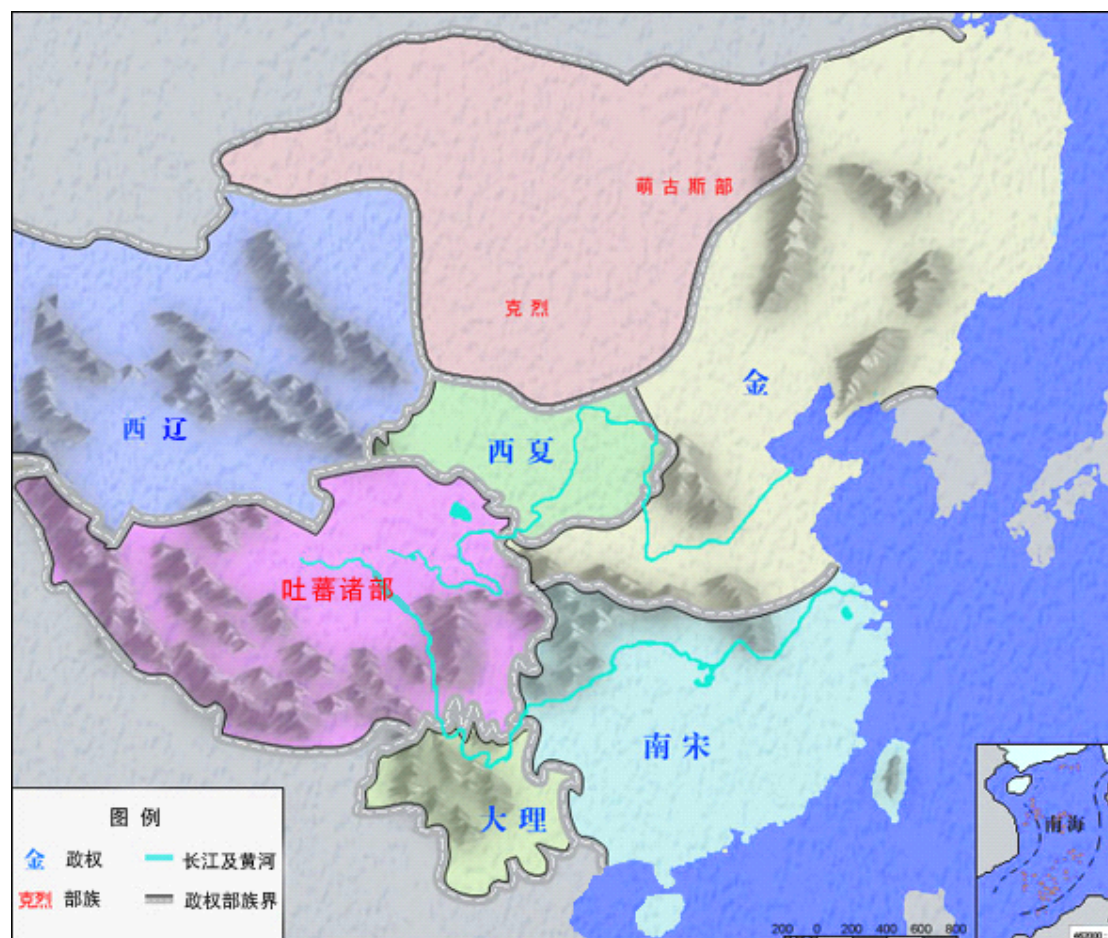 萌古斯部
克烈
金
西辽
西夏
吐蕃诸部
南宋
大理
图例
金 政权
长江及黄河
克烈 部族
政权部族界
南海
200 0 200 400 600 800